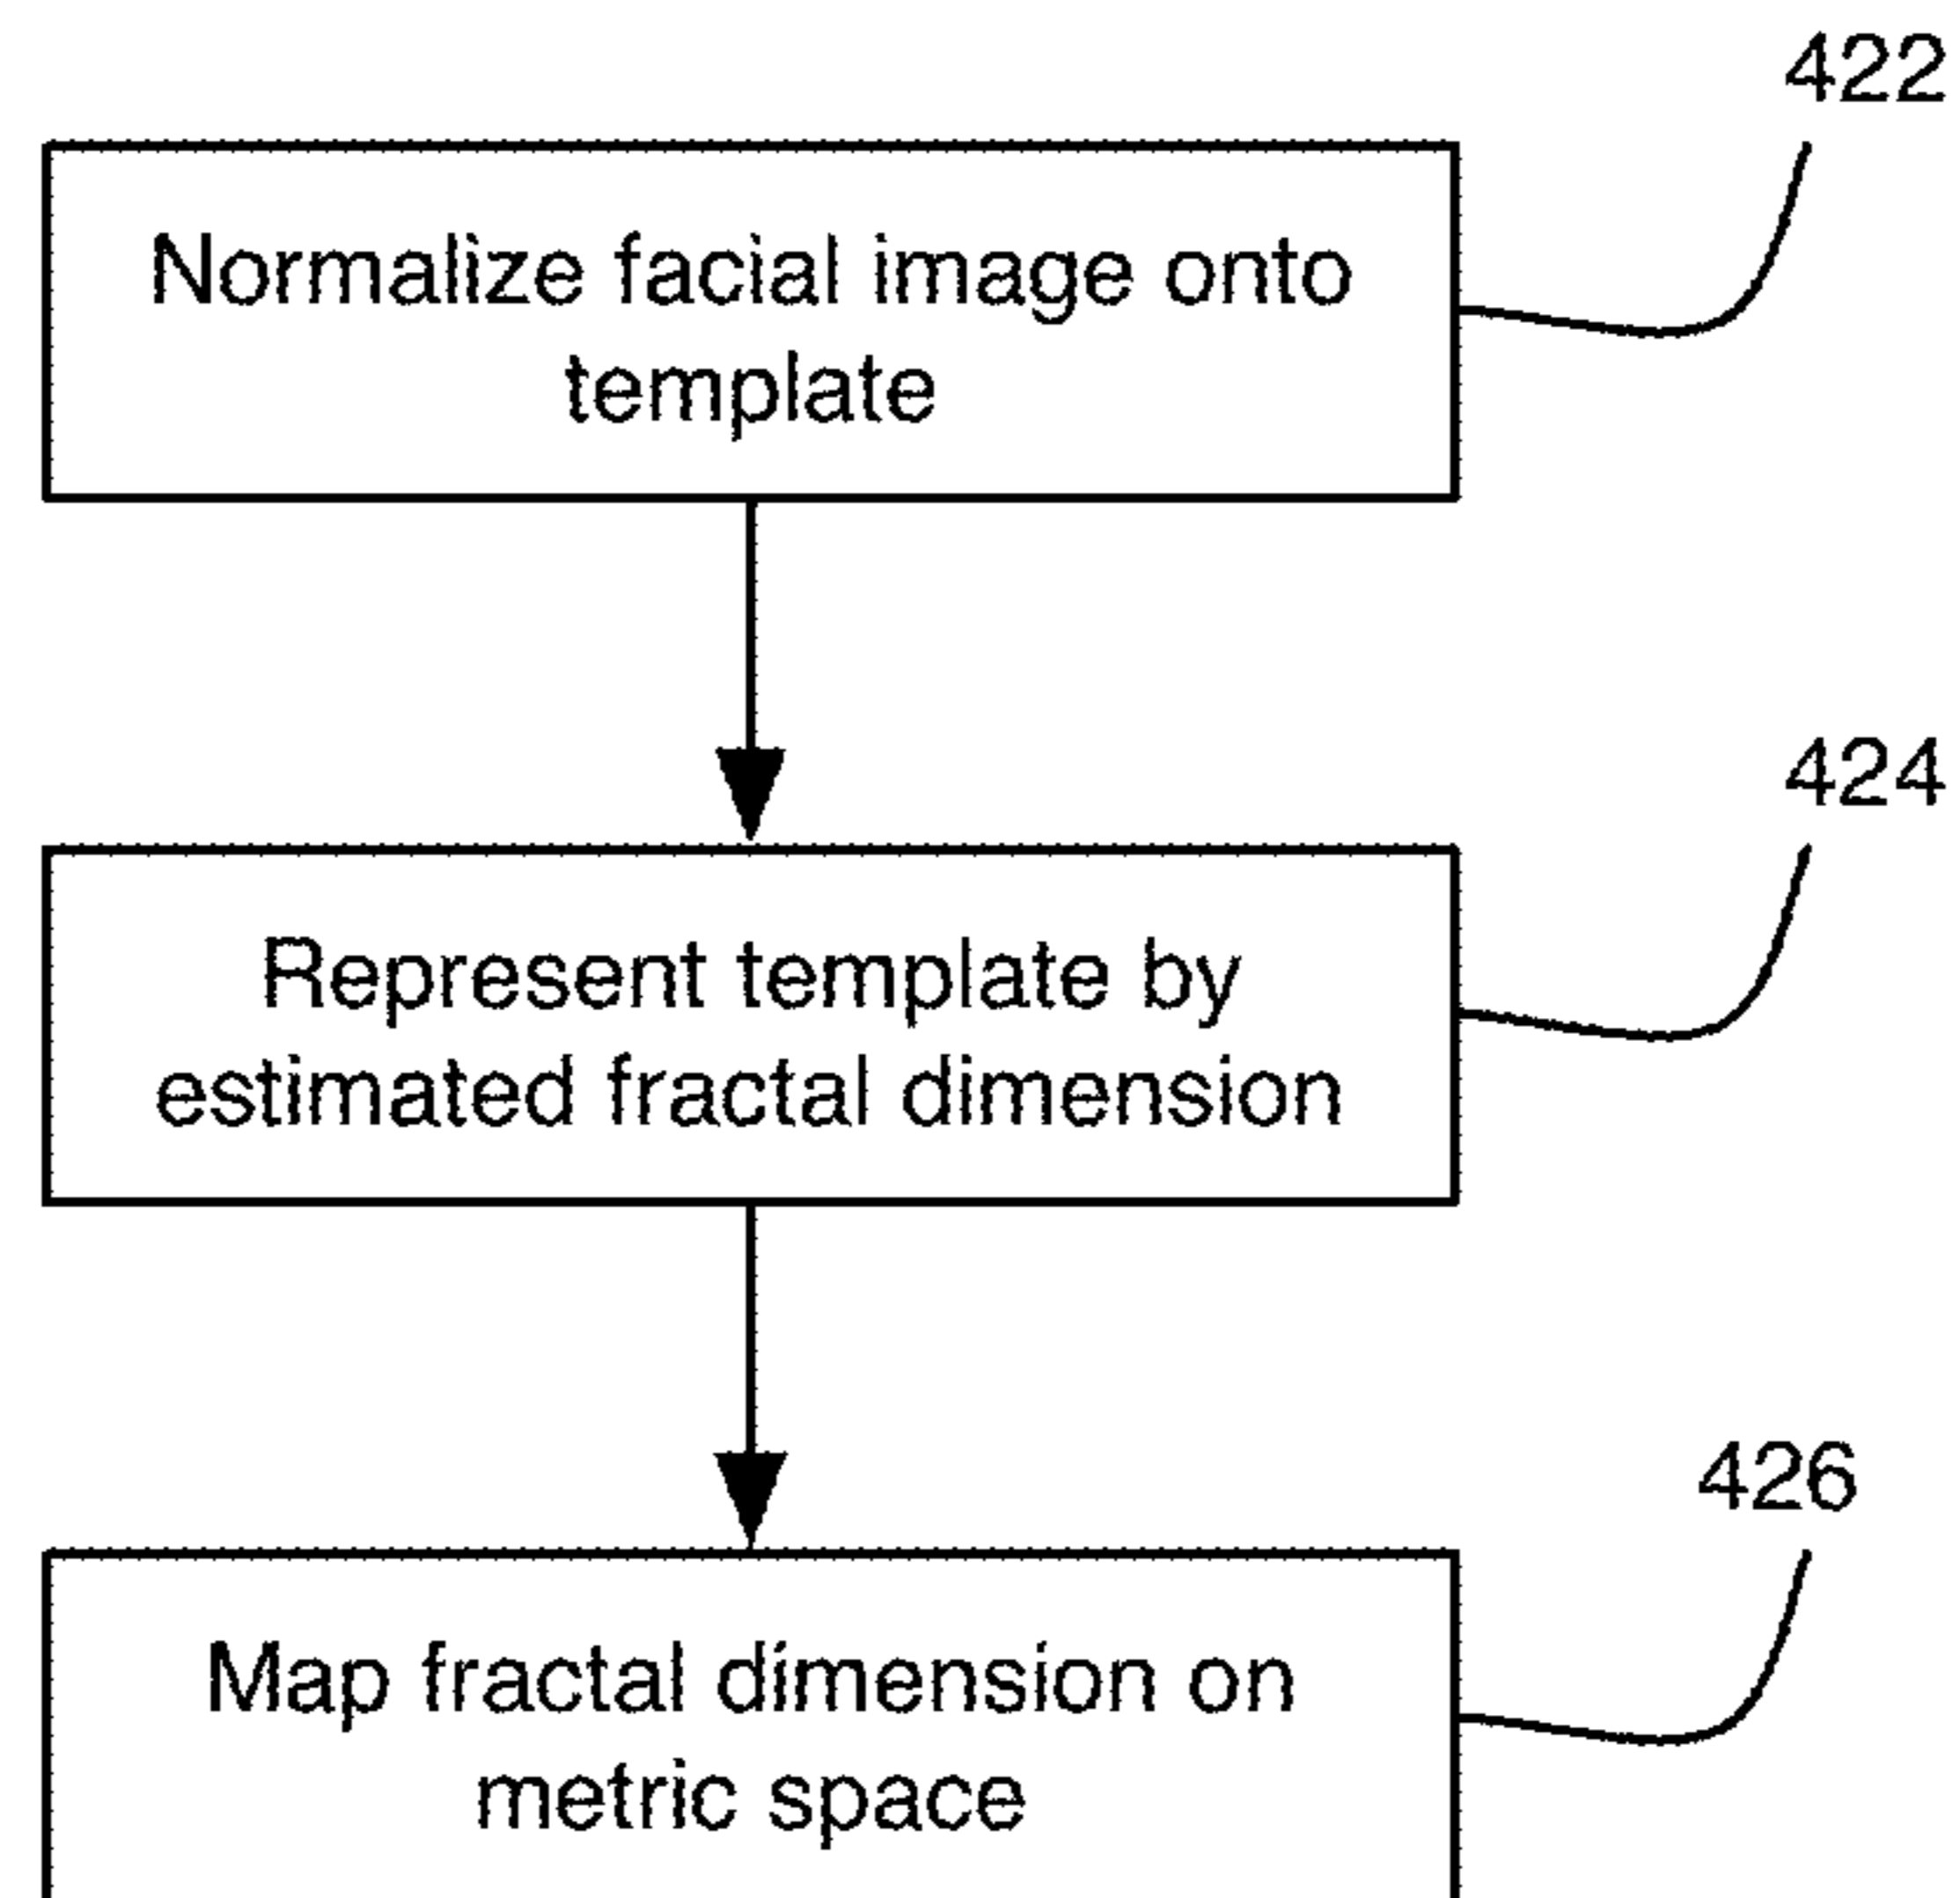 422
Normalize facial image onto
template
424
Represent template by
estimated fractal dimension
426
Map fractal dimension on
metric space